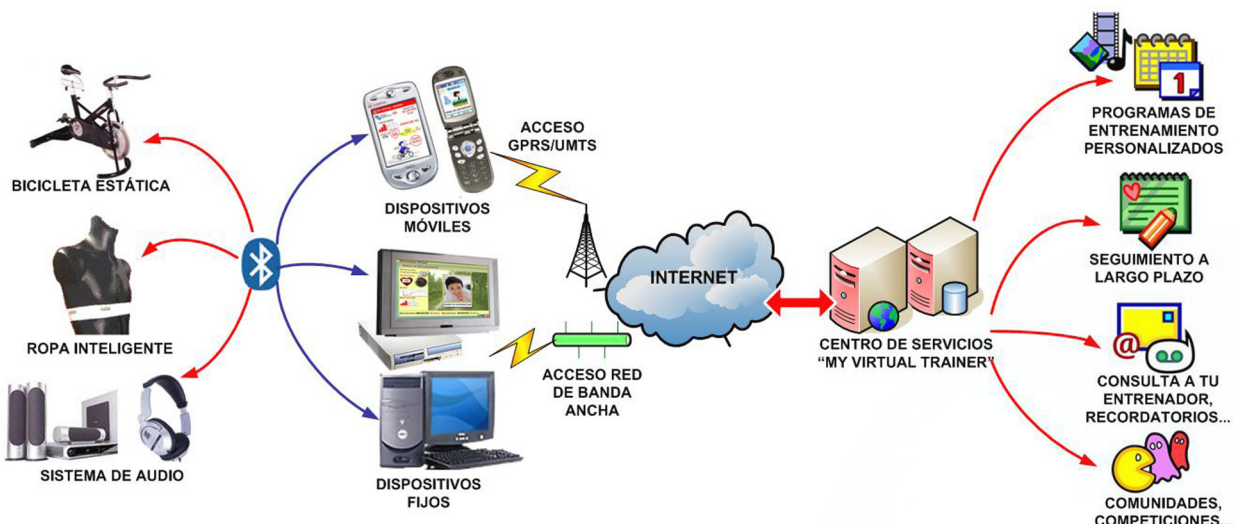 BICICLETA ESTÁTICA
ROPA INTELIGENTE
SISTEMA DE AUDIO
DISPOSITIVOS
MÓVILES
DISPOSITIVOS
FIJOS
ACCESO
GPRS/UMTS
ACCESO RED
DE BANDA
ANCHA
INTERNET
CENTRO DE SERVICIOS
“MY VIRTUAL TRAINER”
1
PROGRAMAS DE
ENTRENAMIENTO
PERSONALIZADOS
SEGUIMIENTO A
LARGO PLAZO
@
CONSULTA A TU
ENTRENADOR,
RECORDATORIOS...
COMUNIDADES,
COMPETICIONES...